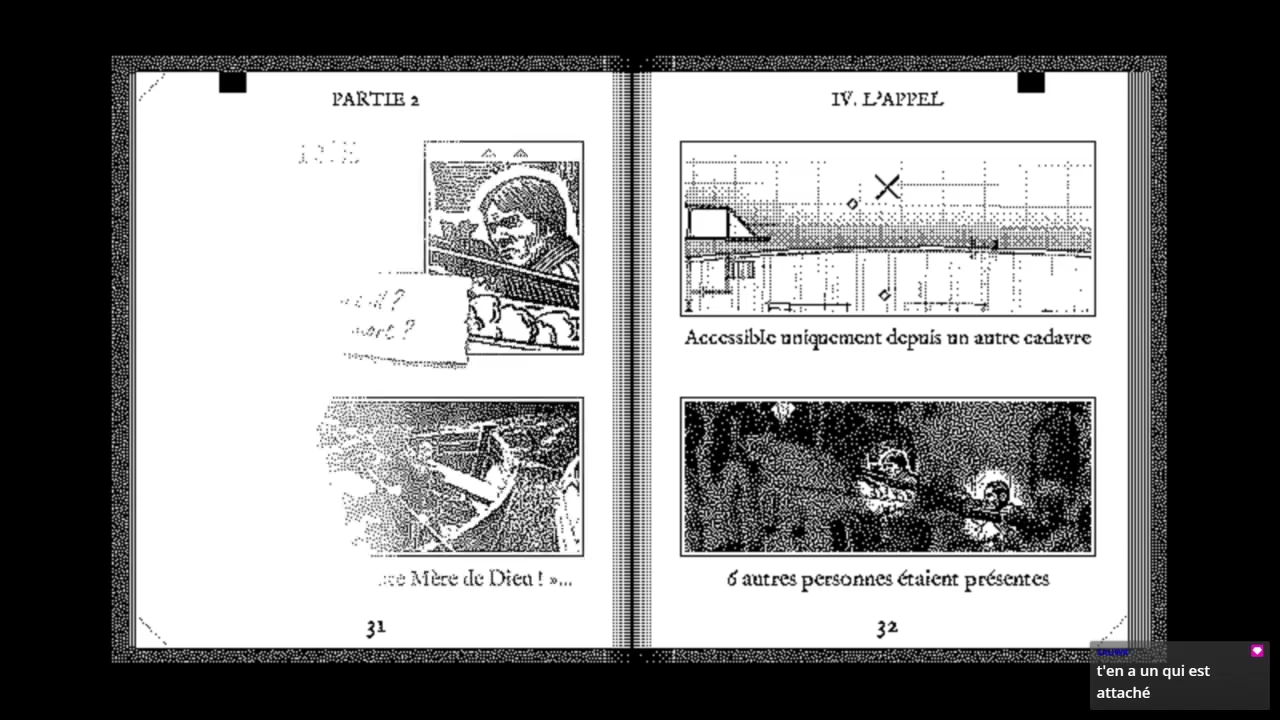 PARTIE 2
Mère de Dieu ! »...
31
IV. L'APPEL
Accessible uniquement depuis un autre cadavre
6 autres personnes étaient présentes
32
t'en a un qui est
attaché